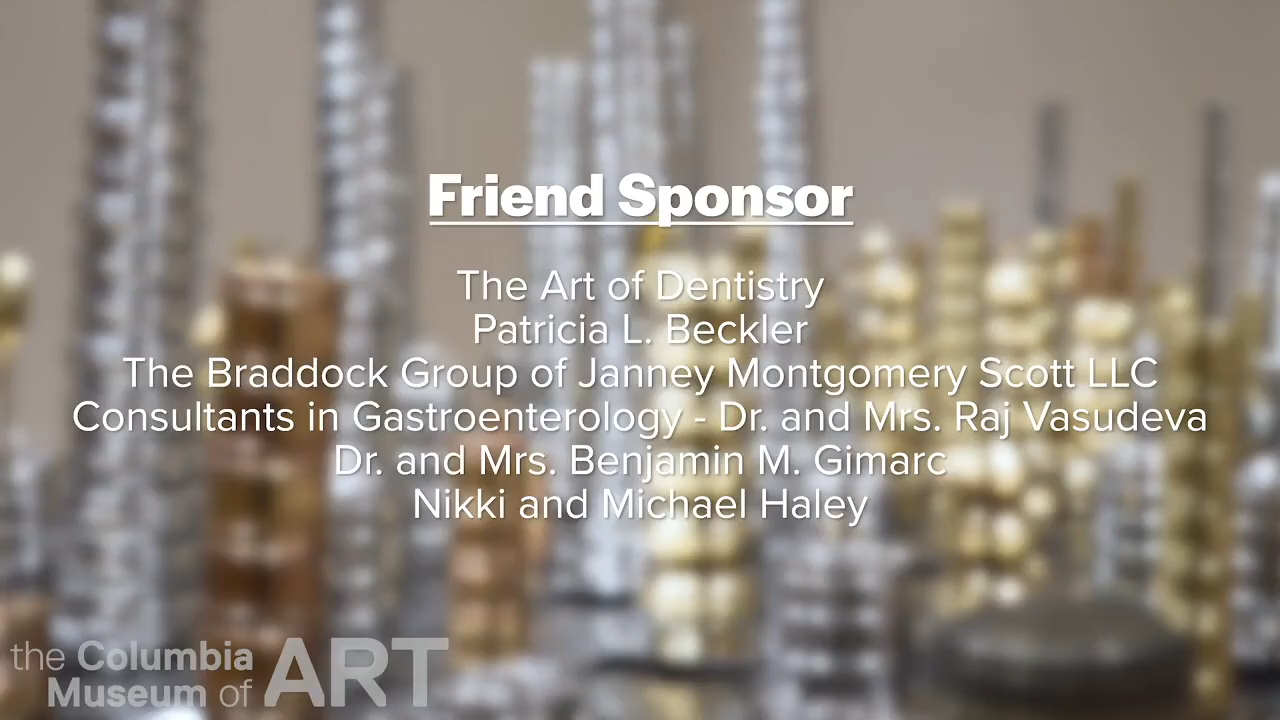 Friend Sponsor
The Art of Dentistry
Patricia L. Beckler
The Braddock Group of Janney Montgomery Scott LLC
Consultants in Gastroenterology - Dr. and Mrs. Raj Vasudeva
Dr. and Mrs. Benjamin M. Gimarc
Nikki and Michael Haley
the Columbia
Museum of ART